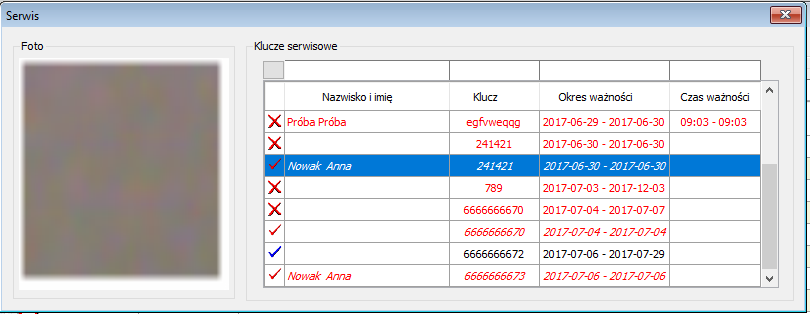 Serwis
Foto
Klucze serwisowe
Nazwisko i imię Klucz Okres ważności Czas ważności
Próba Próba egfvweqqg 2017-06-29 - 2017-06-30 09:03 - 09:03
241421 2017-06-30 - 2017-06-30
Nowak Anna 241421 2017-06-30 - 2017-06-30
789 2017-07-03 - 2017-12-03
6666666670 2017-07-04 - 2017-07-07
6666666670 2017-07-04 - 2017-07-04
6666666672 2017-07-06 - 2017-07-29
Nowak Anna 6666666673 2017-07-06 - 2017-07-06